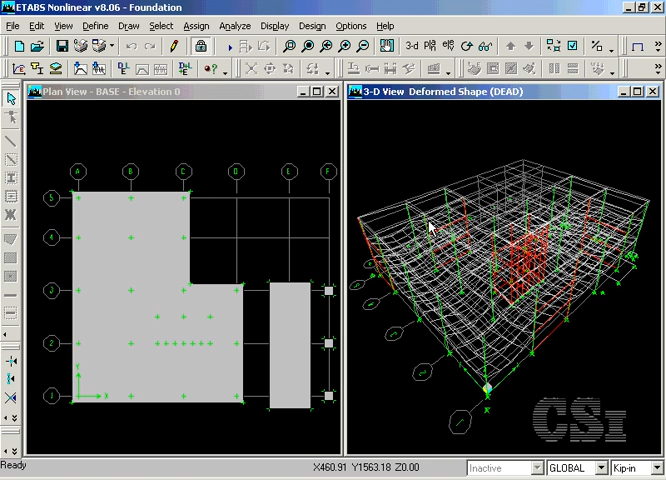 ETABS Nonlinear v8.06 - Foundation
File Edit View Define Draw Select Assign Analyze Display Design Options Help
3-d
Plan View - BASE - Elevation 0
3-D View Deformed Shape (DEAD)
A B C D E F
5
4
3
2
1
CSI
Ready
X460.91 Y1563.18 Z0.00
Inactive
GLOBAL
Kip-in